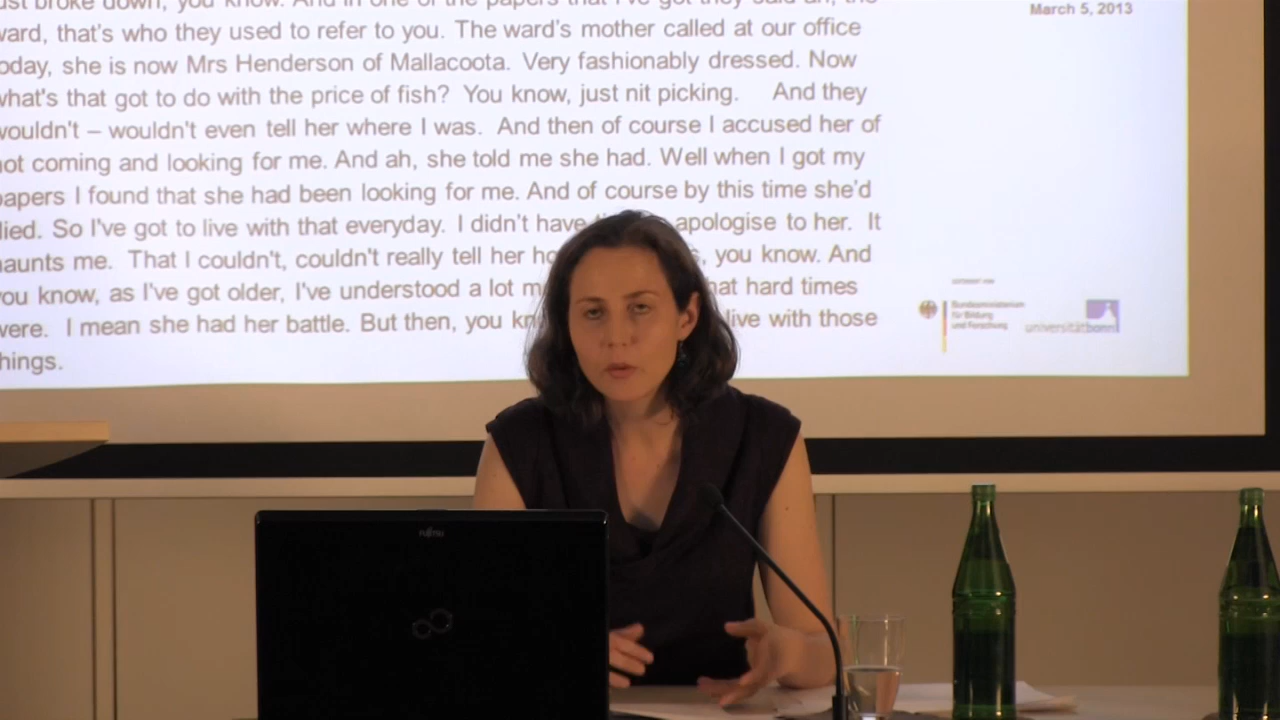 just broke down, you know. And in one of the papers that I've got they said ah, the
ward, that's who they used to refer to you. The ward's mother called at our office
today, she is now Mrs Henderson of Mallacoota. Very fashionably dressed. Now
what's that got to do with the price of fish? You know, just nit picking. And they
wouldn't – wouldn't even tell her where I was. And then of course I accused her of
not coming and looking for me. And ah, she told me she had. Well when I got my
papers I found that she had been looking for me. And of course by this time she'd
died. So I've got to live with that everyday. I didn't have apologise to her. It
haunts me. That I couldn't, couldn't really tell her , you know. And
you know, as I've got older, I've understood a lot hard times
were. I mean she had her battle. But then, you live with those
things.
March 5, 2013
Bundesministerium
für Bildung
und Forschung
universitätbonn
FUJITSU